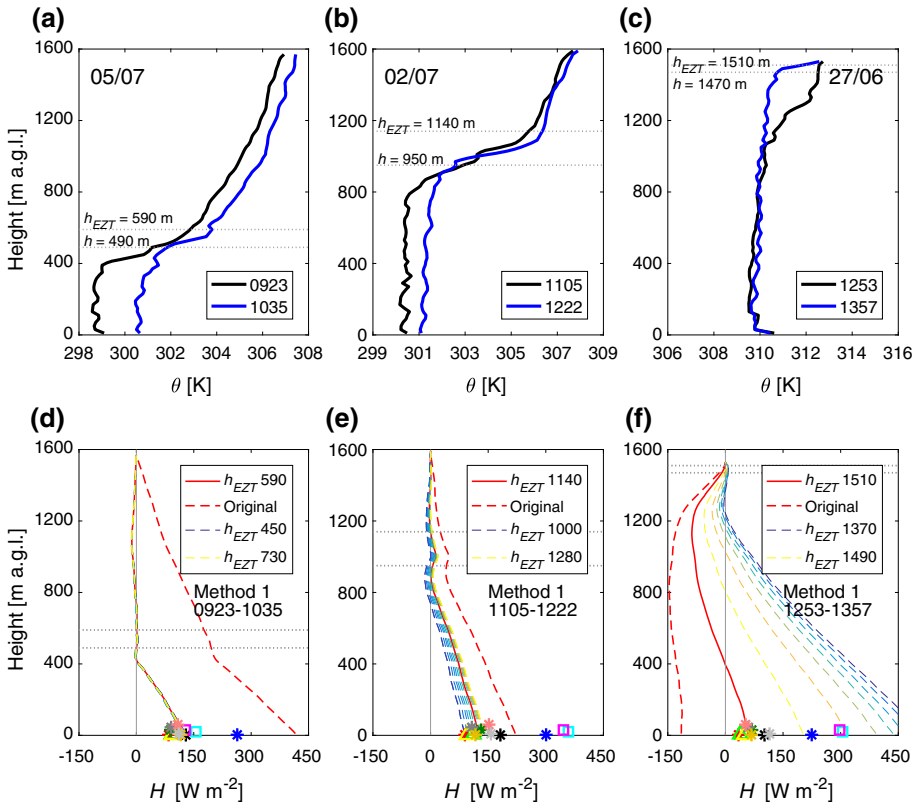 (a)
(b)
(c)
1600
1200
800
400
0
Height [m a.g.l.]
05/07
h_EZT = 590 m
h = 490 m
0923
1035
298 300 302 304 306 308
θ [K]
1600
1200
800
400
0
02/07
h_EZT = 1140 m
h = 950 m
1105
1222
299 301 303 305 307 309
θ [K]
1600
1200
800
400
0
h_EZT = 1510 m
h = 1470 m
27/06
1253
1357
306 308 310 312 314 316
θ [K]
(d)
(e)
(f)
1600
1200
800
400
0
Height [m a.g.l.]
h_EZT 590
Original
h_EZT 450
h_EZT 730
Method 1
0923-1035
-150 0 150 300 450
H [W m-2]
1600
1200
800
400
0
h_EZT 1140
Original
h_EZT 1000
h_EZT 1280
Method 1
1105-1222
-150 0 150 300 450
H [W m-2]
1600
1200
800
400
0
h_EZT 1510
Original
h_EZT 1370
h_EZT 1490
Method 1
1253-1357
-150 0 150 300 450
H [W m-2]